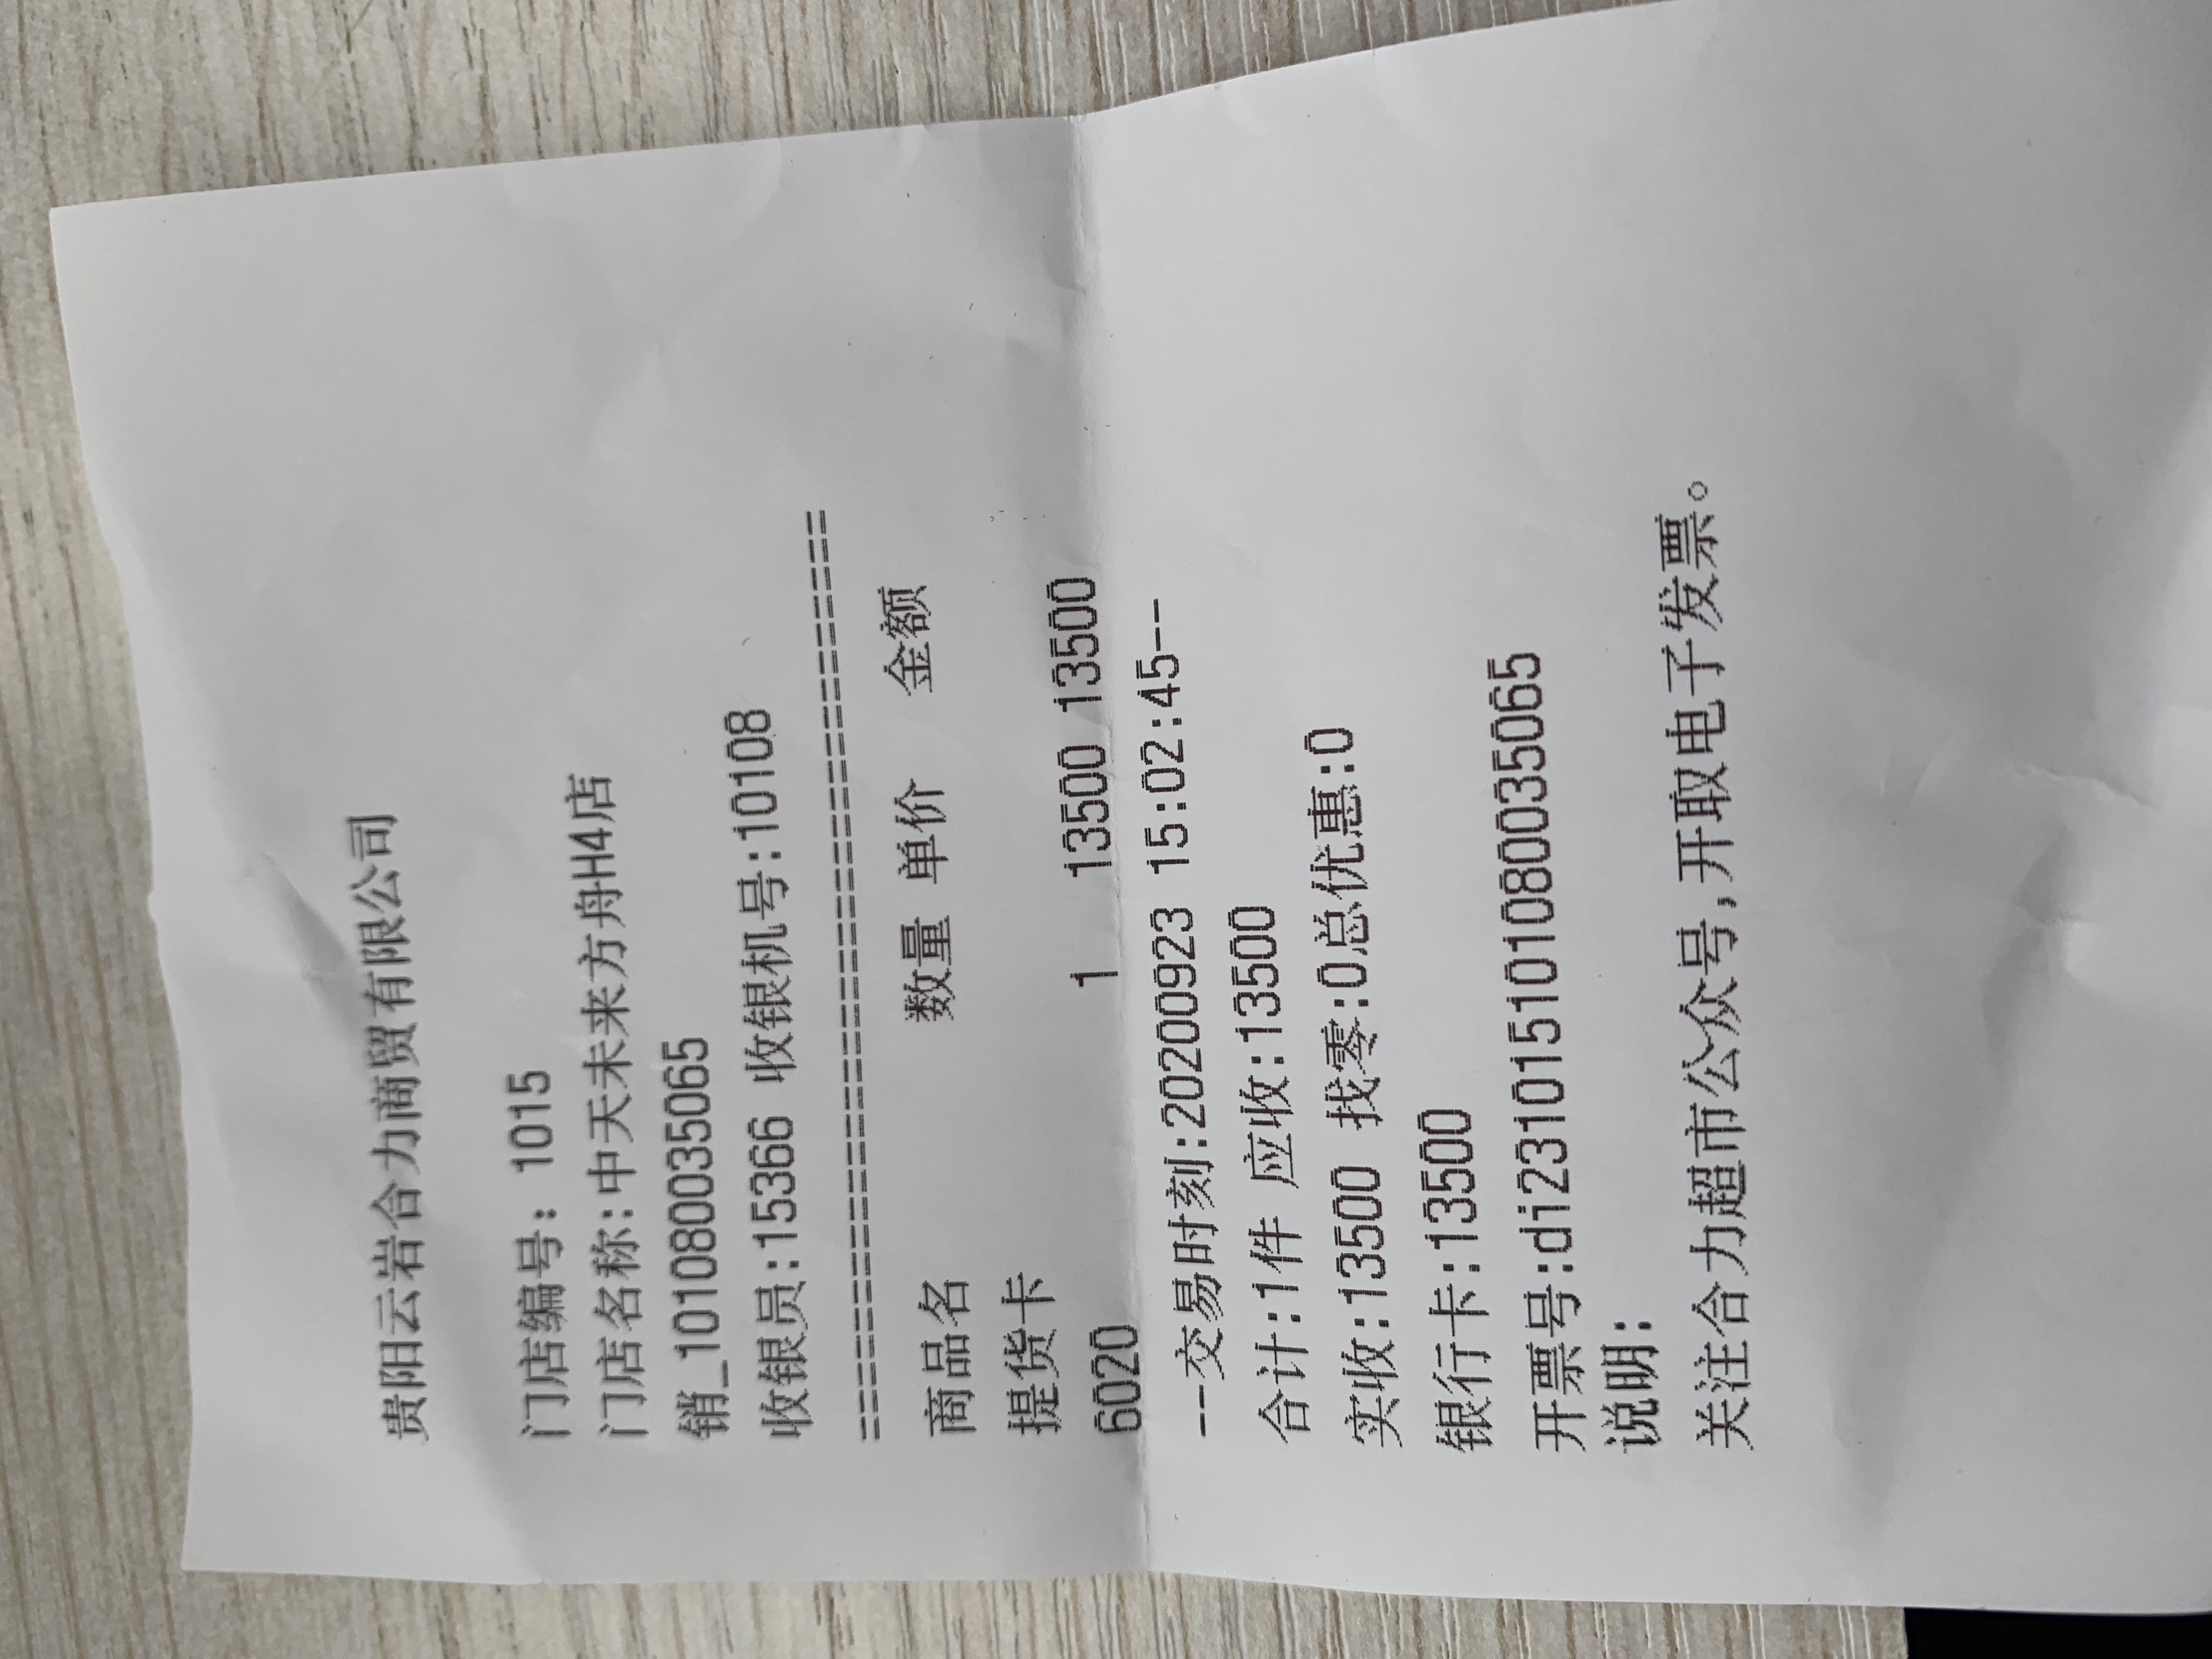 贵阳云岩合力商贸有限公司
门店编号: 1015
门店名称:中天未来方舟H4店
销_1010800035065
收银员:15366 收银机号:10108
========================================
商品名 数量 单价 金额
提货卡
6020 1 13500 13500
--交易时刻:20200923 15:02:45--
合计:1件 应收:13500
实收:13500 找零:0总优惠:0
银行卡:13500
开票号:di23101510108000035065
说明:
关注合力超市公众号,开取电子发票。